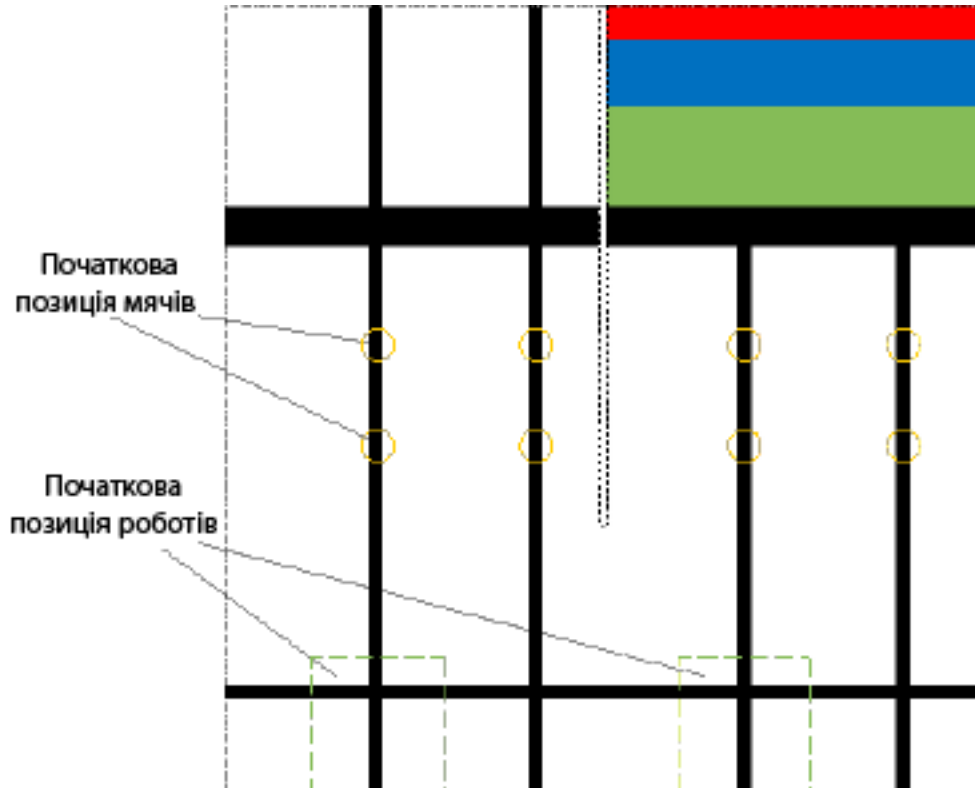 Початкова
позиція мячів
Початкова
позиція роботів